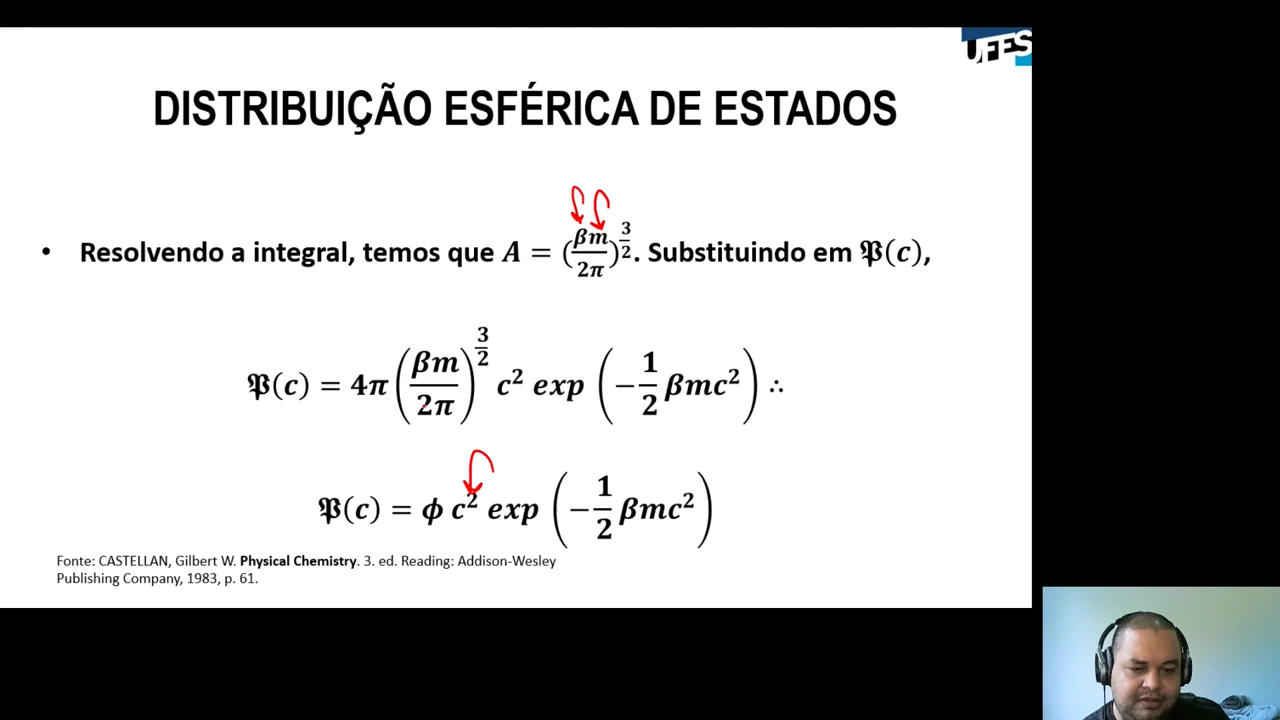 UFES
DISTRIBUIÇÃO ESFÉRICA DE ESTADOS
• Resolvendo a integral, temos que A = (βm/2π)^(3/2). Substituindo em 𝔓(c),
𝔓(c) = 4π (βm/2π)^(3/2) c² exp (−1/2 βmc²) ∴
𝔓(c) = ϕ c² exp (−1/2 βmc²)
Fonte: CASTELLAN, Gilbert W. Physical Chemistry. 3. ed. Reading: Addison-Wesley
Publishing Company, 1983, p. 61.